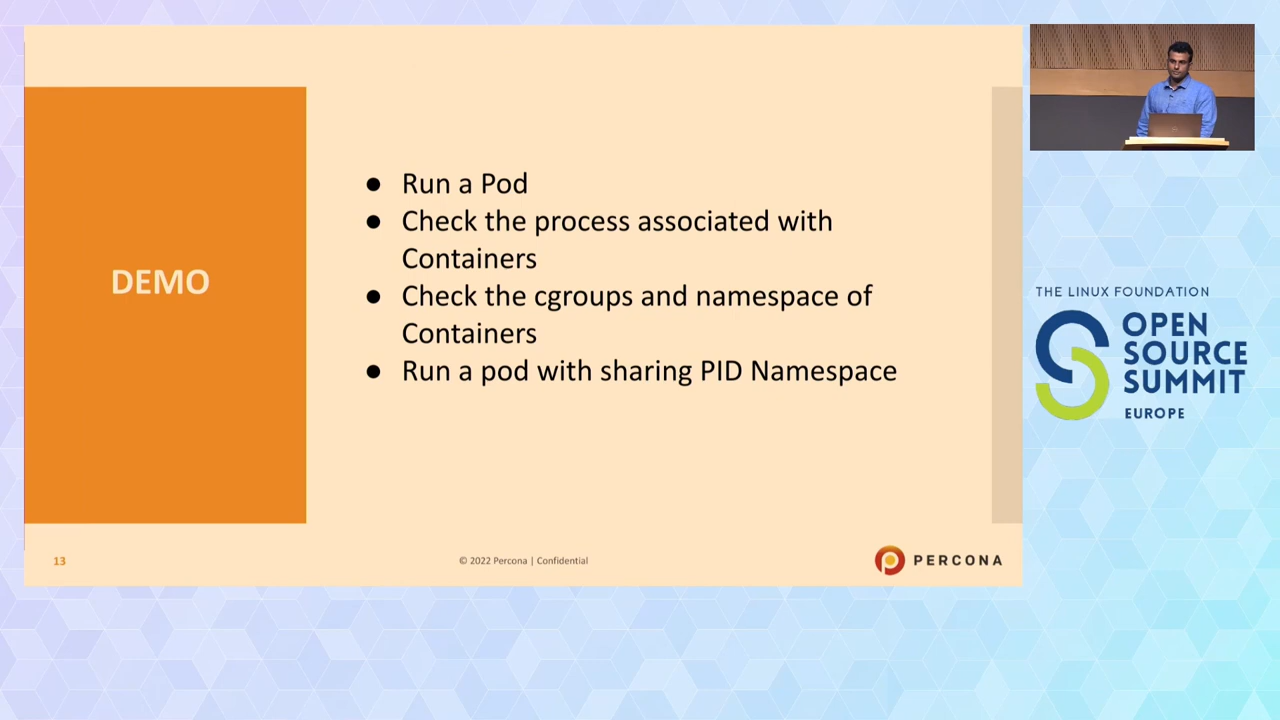 DEMO
● Run a Pod
● Check the process associated with
Containers
● Check the cgroups and namespace of
Containers
● Run a pod with sharing PID Namespace
13
© 2022 Percona | Confidential
PERCONA
THE LINUX FOUNDATION
OPEN
SOURCE
SUMMIT
EUROPE